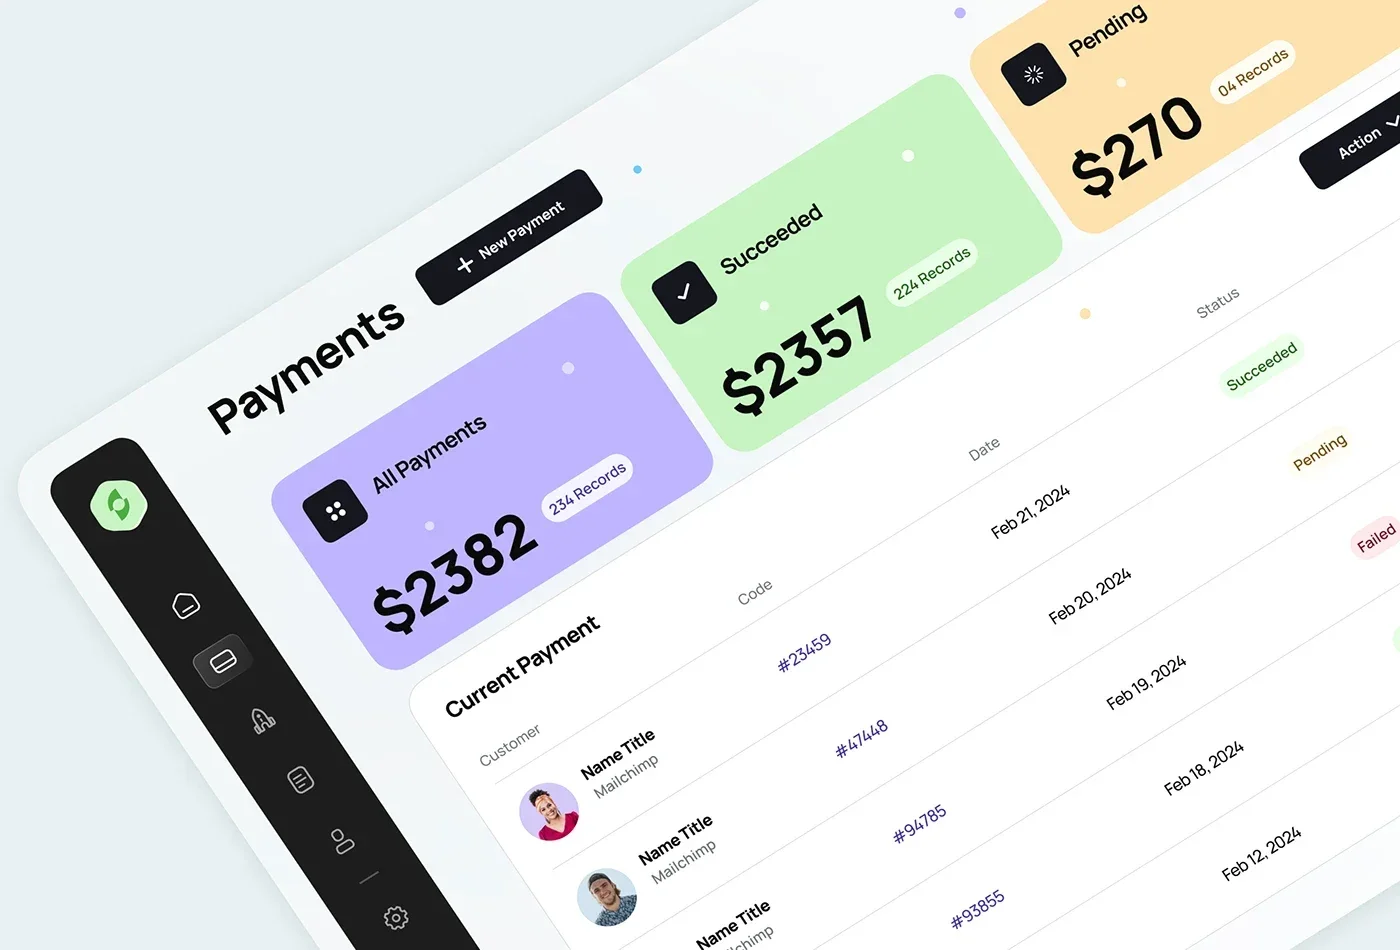 Payments
+ New Payment
All Payments
$2382
234 Records
Succeeded
$2357
224 Records
Pending
$270
04 Records
Action
Current Payment
Customer
Code
Date
Status
Name Title
Mailchimp
#23459
Feb 21, 2024
Succeeded
Name Title
Mailchimp
#47448
Feb 20, 2024
Pending
Name Title
#94785
Feb 19, 2024
Failed
#93855
Feb 18, 2024
Feb 12, 2024